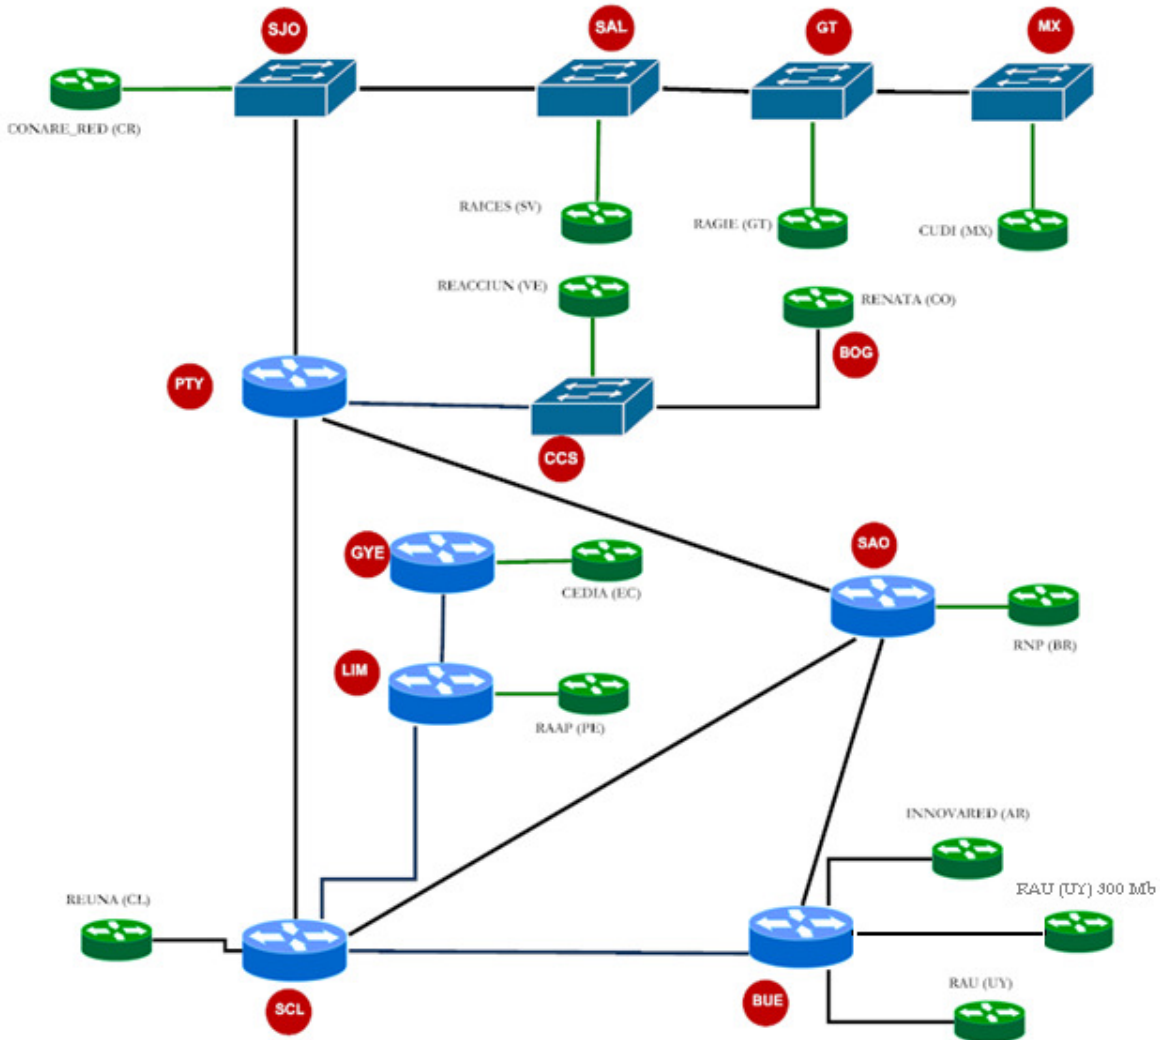 SJO
SAL
GT
MX
CONARE_RED (CR)
RAICES (SV)
RAGIE (GT)
CUDI (MX)
REACCIUN (VE)
RENATA (CO)
BOG
PTY
CCS
GYE
SAO
CEDIA (EC)
RNP (BR)
LIM
RAAP (PE)
INNOVARED (AR)
RAU (UY) 300 Mb
REUNA (CL)
RAU (UY)
SCL
BUE